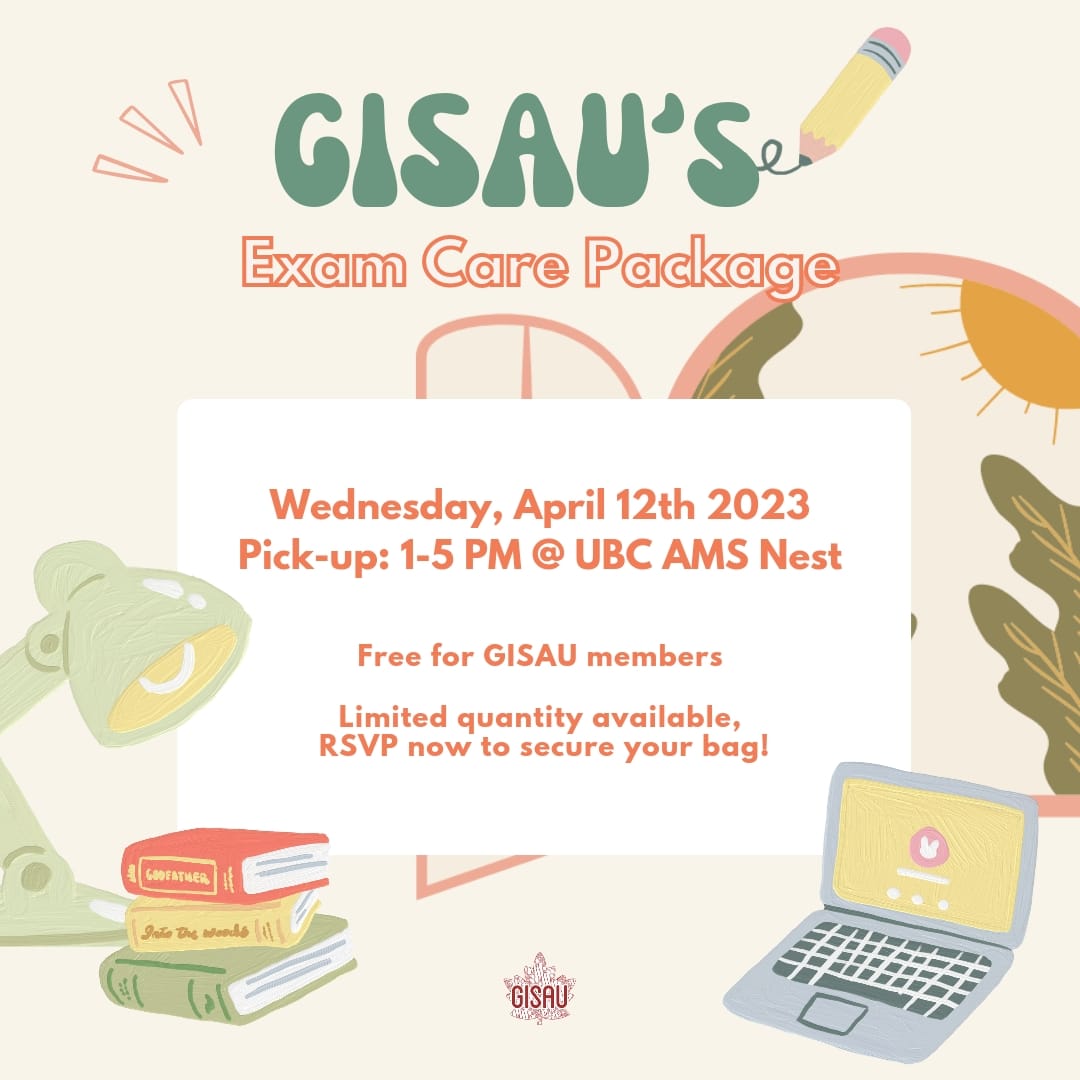 GISAU'S
Exam Care Package
Wednesday, April 12th 2023
Pick-up: 1-5 PM @ UBC AMS Nest
Free for GISAU members
Limited quantity available,
RSVP now to secure your bag!
GODFATHER
Into the woods
GISAU